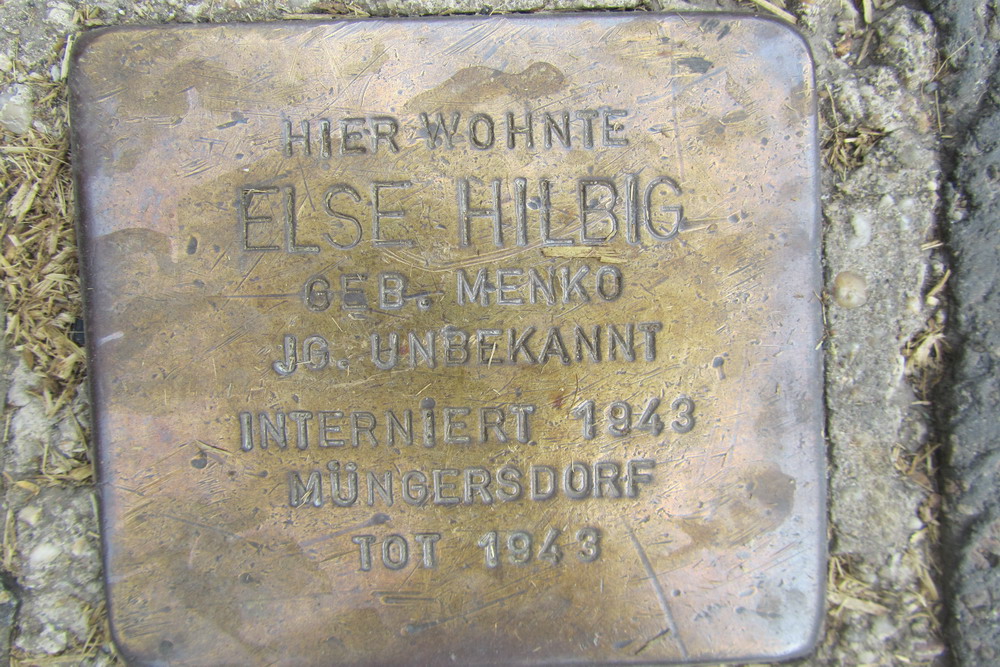 HIER WOHNTE
ELSE HILBIG
GEB. MENKO
JG. UNBEKANNT
INTERNIERT 1943
MÜNGERSDORF
TOT 1943